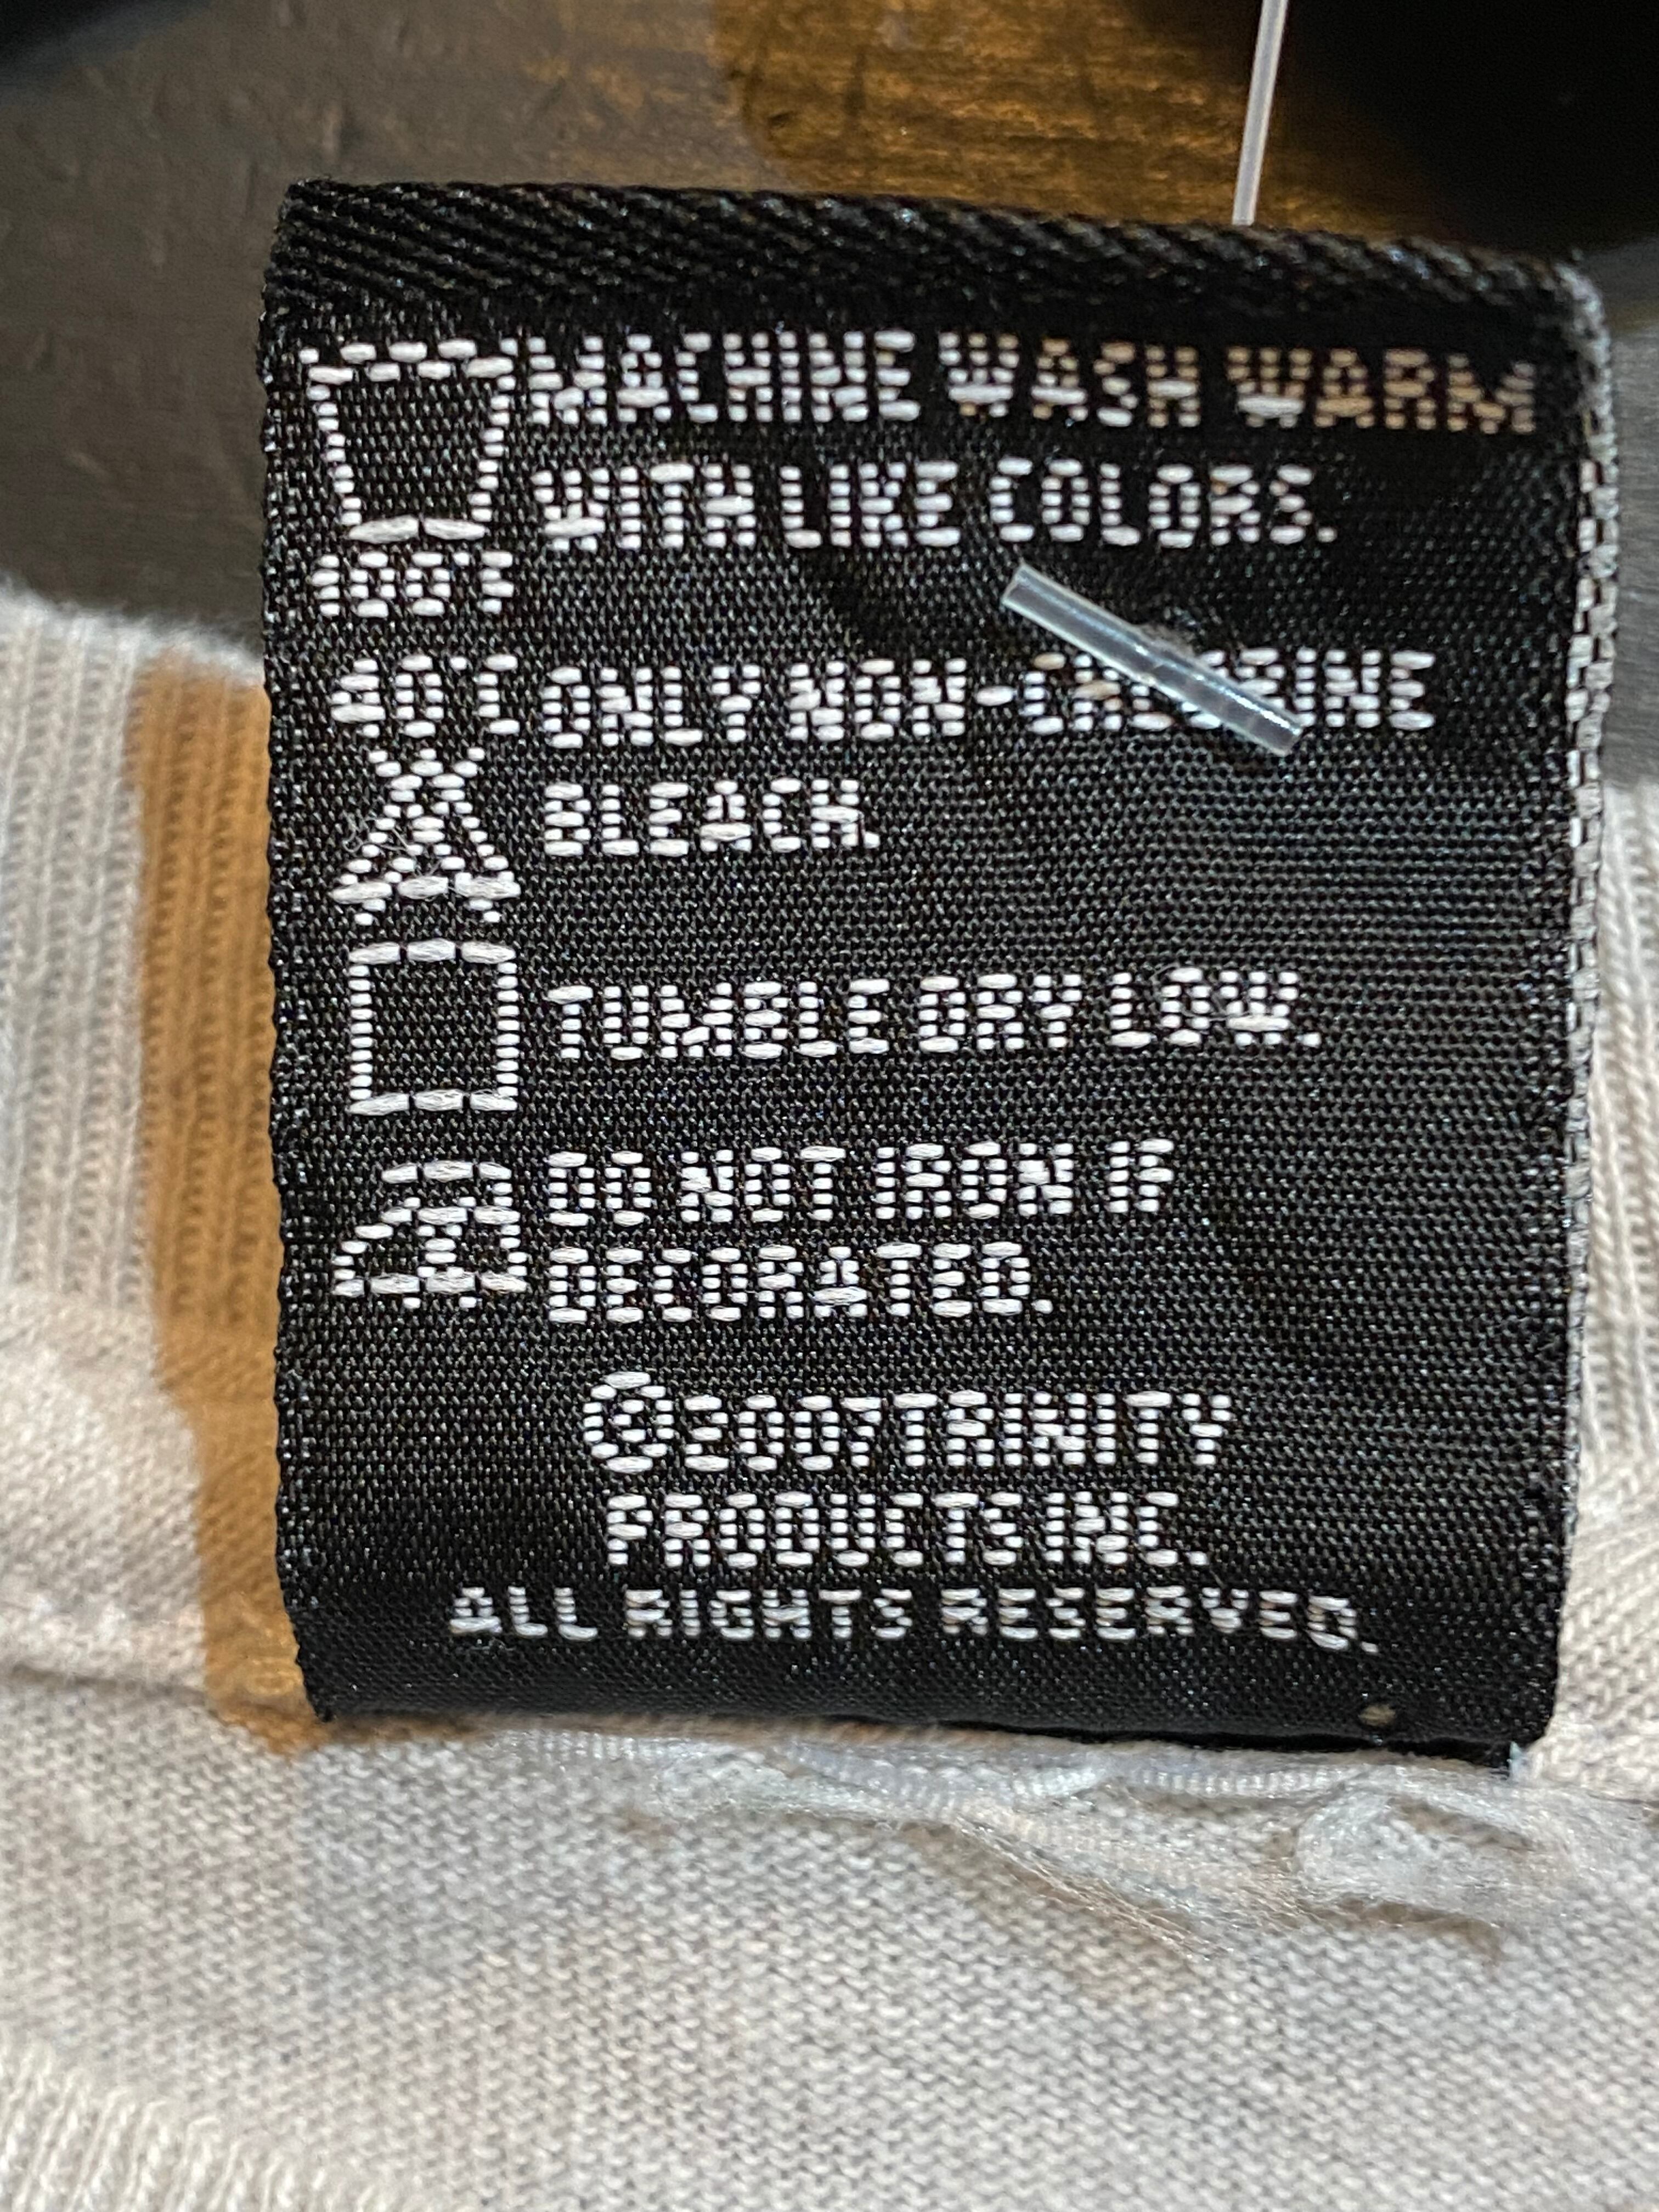 MACHINE WASH WARM
WITH LIKE COLORS.
100°F
40°C
ONLY NON-CHLORINE
BLEACH.
TUMBLE DRY LOW.
DO NOT IRON IF
DECORATED.
TRINITY
PRODUCTS INC.
ALL RIGHTS RESERVED.